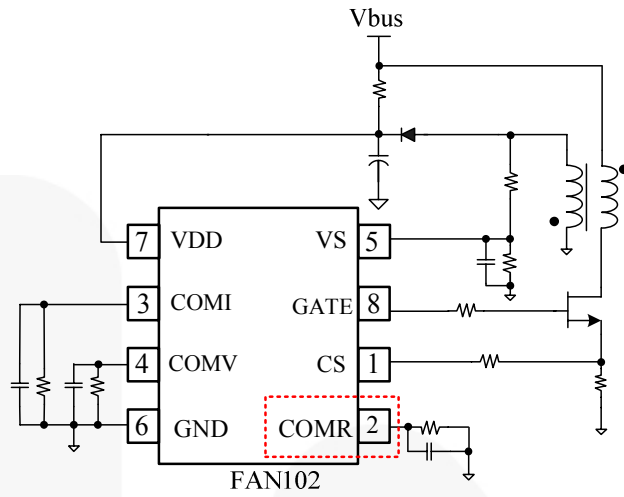 Vbus
7 VDD VS 5
3 COMI GATE 8
4 COMV CS 1
6 GND COMR 2
FAN102